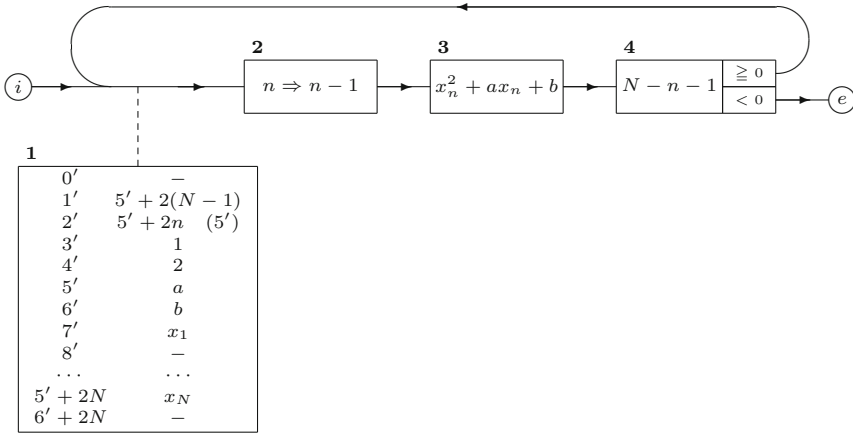 2 3 4
i n ⇒ n − 1 x_n^2 + ax_n + b N − n − 1 ≧ 0
< 0 e
1
0′ −
1′ 5′ + 2(N − 1)
2′ 5′ + 2n (5′)
3′ 1
4′ 2
5′ a
6′ b
7′ x_1
8′ −
··· ···
5′ + 2N x_N
6′ + 2N −